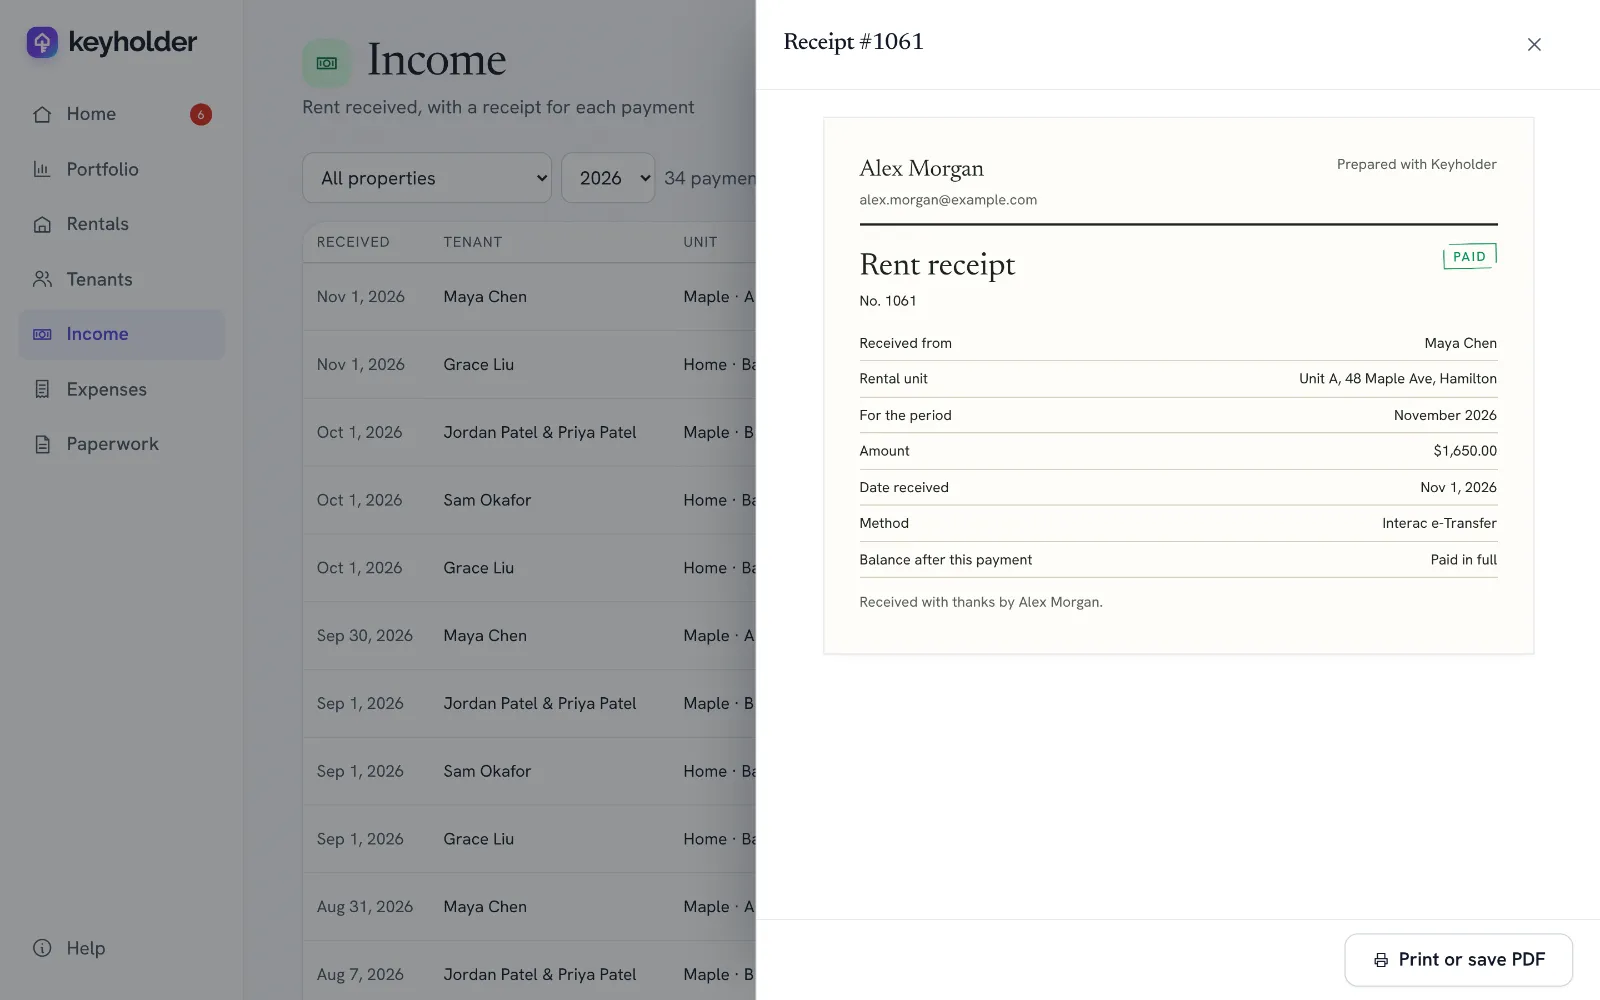 keyholder
Home 6
Portfolio
Rentals
Tenants
Income
Expenses
Paperwork
Help
Income
Rent received, with a receipt for each payment
All properties 2026 34 paymen
RECEIVED TENANT UNIT
Nov 1, 2026 Maya Chen Maple · A
Nov 1, 2026 Grace Liu Home · Ba
Oct 1, 2026 Jordan Patel & Priya Patel Maple · B
Oct 1, 2026 Sam Okafor Home · Ba
Oct 1, 2026 Grace Liu Home · Ba
Sep 30, 2026 Maya Chen Maple · A
Sep 1, 2026 Jordan Patel & Priya Patel Maple · B
Sep 1, 2026 Sam Okafor Home · Ba
Sep 1, 2026 Grace Liu Home · Ba
Aug 31, 2026 Maya Chen Maple · A
Aug 7, 2026 Jordan Patel & Priya Patel Maple · B
Receipt #1061
Alex Morgan Prepared with Keyholder
alex.morgan@example.com
Rent receipt PAID
No. 1061
Received from Maya Chen
Rental unit Unit A, 48 Maple Ave, Hamilton
For the period November 2026
Amount $1,650.00
Date received Nov 1, 2026
Method Interac e-Transfer
Balance after this payment Paid in full
Received with thanks by Alex Morgan.
Print or save PDF